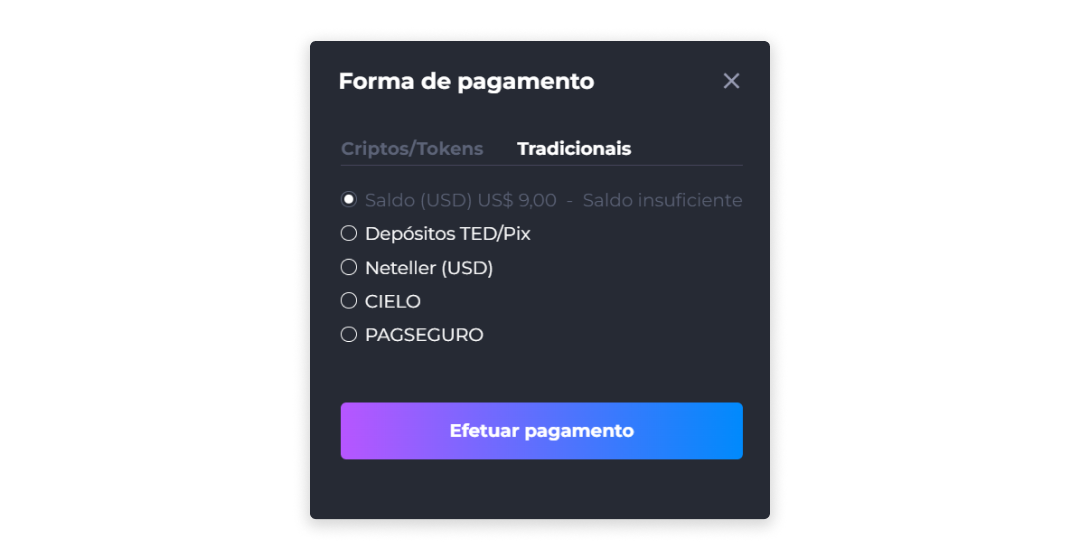 Forma de pagamento
Criptos/Tokens Tradicionais
Saldo (USD) US$ 9,00 - Saldo insuficiente
Depósitos TED/Pix
Neteller (USD)
CIELO
PAGSEGURO
Efetuar pagamento